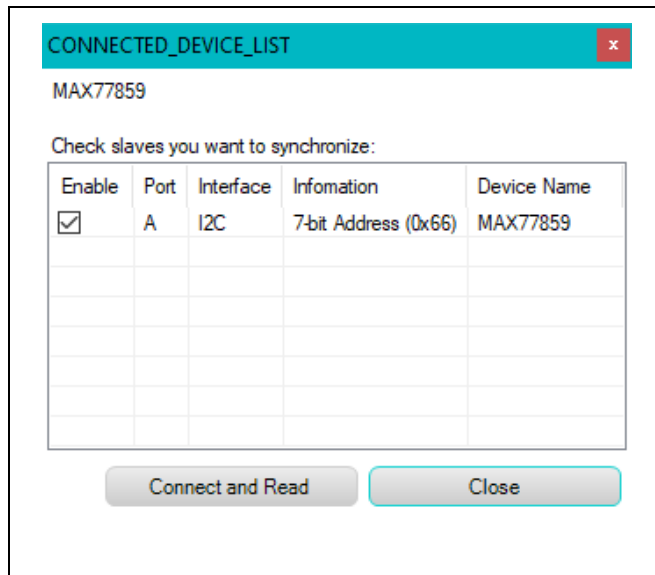 CONNECTED_DEVICE_LIST x
MAX77859
Check slaves you want to synchronize:
Enable Port Interface Infomation Device Name
A I2C 7-bit Address (0x66) MAX77859
Connect and Read Close